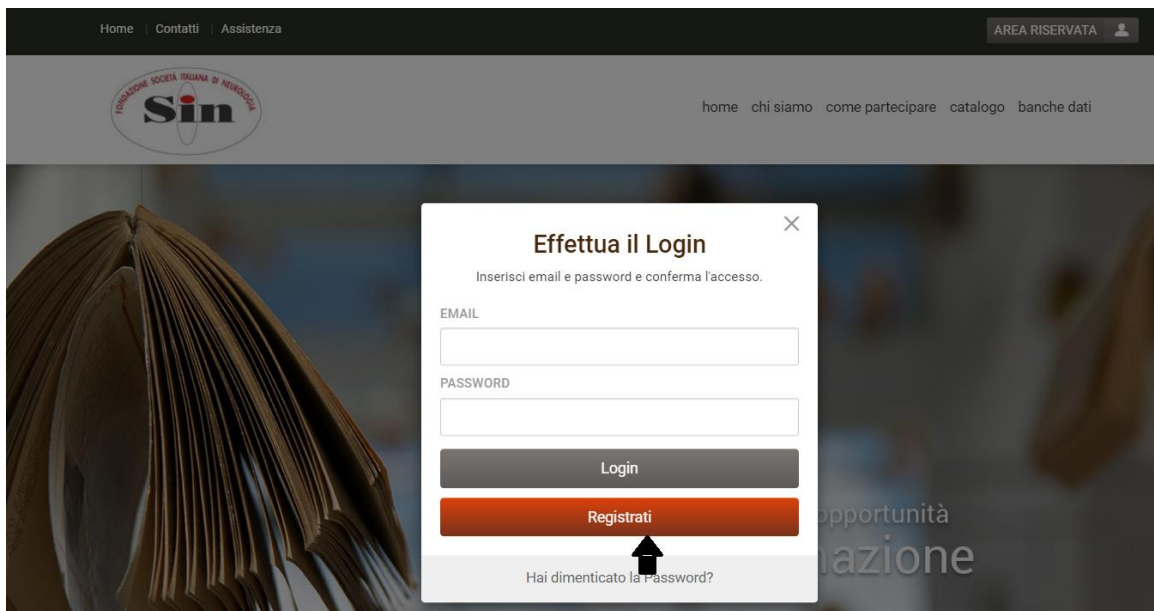 Home | Contatti | Assistenza
AREA RISERVATA
FONDAZIONE SOCIETÀ ITALIANA DI NEUROLOGIA
Sin
home chi siamo come partecipare catalogo banche dati
Effettua il Login
Inserisci email e password e conferma l'accesso.
EMAIL
PASSWORD
Login
Registrati
opportunità
mazione
Hai dimenticato la Password?